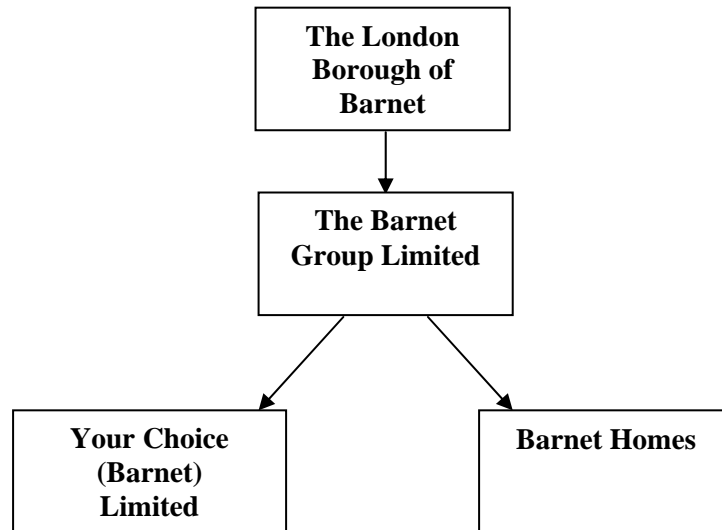 The London
Borough of
Barnet
The Barnet
Group Limited
Your Choice
(Barnet)
Limited
Barnet Homes